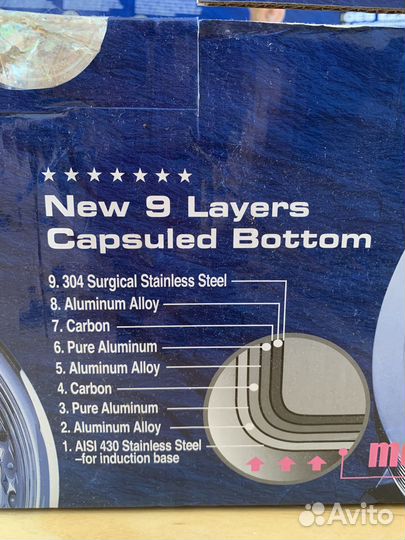 ★★★★★★★
New 9 Layers
Capsuled Bottom
9. 304 Surgical Stainless Steel
8. Aluminum Alloy
7. Carbon
6. Pure Aluminum
5. Aluminum Alloy
4. Carbon
3. Pure Aluminum
2. Aluminum Alloy
1. AISI 430 Stainless Steel
–for induction base
Avito